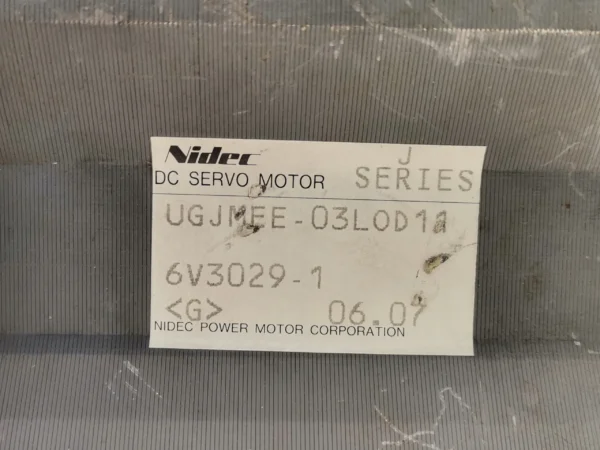 Nidec J
DC SERVO MOTOR SERIES
UGJMEE-03LOD11
6V3029-1
<G> 06.07
NIDEC POWER MOTOR CORPORATION